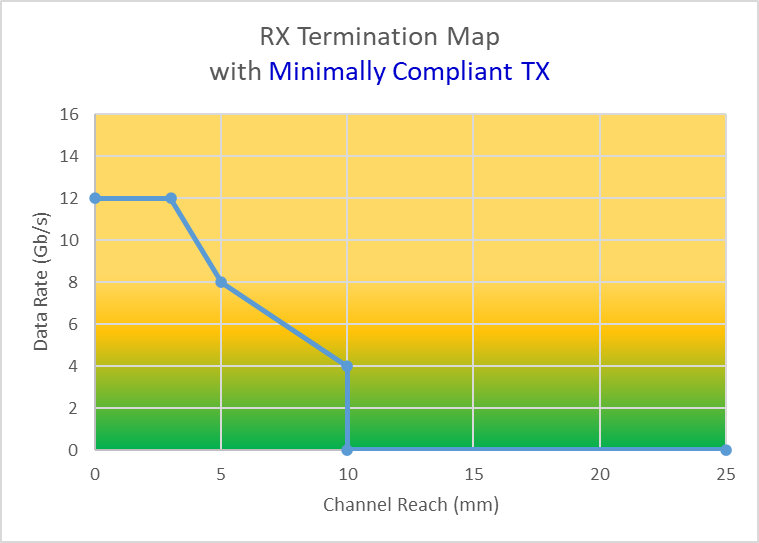 RX Termination Map
with Minimally Compliant TX
16
14
12
10
8
6
4
2
0
Data Rate (Gb/s)
0 5 10 15 20 25
Channel Reach (mm)